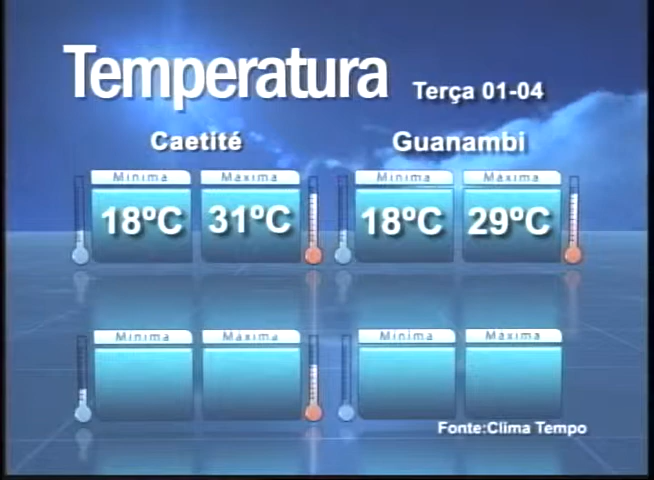 Temperatura Terça 01-04
Caetité Guanambi
Mínima Máxima Mínima Máxima
18ºC 31ºC 18ºC 29ºC
Mínima Máxima Mínima Máxima
Fonte:Clima Tempo